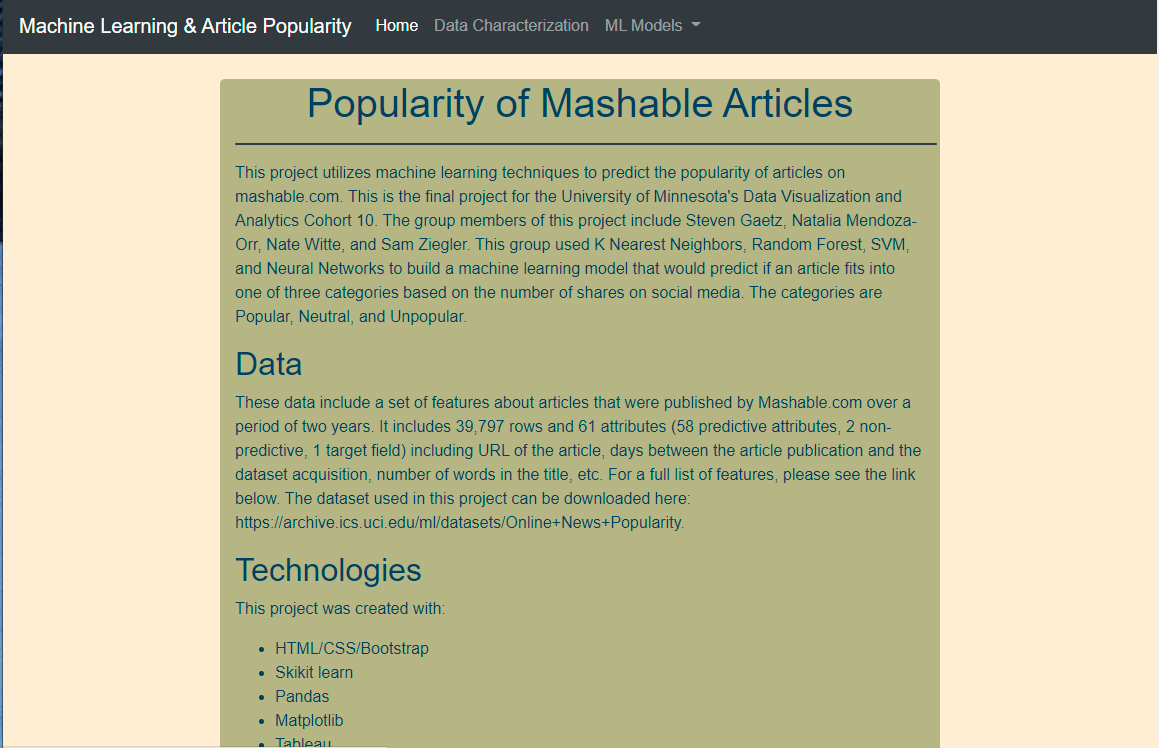 Machine Learning & Article Popularity Home Data Characterization ML Models
Popularity of Mashable Articles
This project utilizes machine learning techniques to predict the popularity of articles on
mashable.com. This is the final project for the University of Minnesota's Data Visualization and
Analytics Cohort 10. The group members of this project include Steven Gaetz, Natalia Mendoza-
Orr, Nate Witte, and Sam Ziegler. This group used K Nearest Neighbors, Random Forest, SVM,
and Neural Networks to build a machine learning model that would predict if an article fits into
one of three categories based on the number of shares on social media. The categories are
Popular, Neutral, and Unpopular.
Data
These data include a set of features about articles that were published by Mashable.com over a
period of two years. It includes 39,797 rows and 61 attributes (58 predictive attributes, 2 non-
predictive, 1 target field) including URL of the article, days between the article publication and the
dataset acquisition, number of words in the title, etc. For a full list of features, please see the link
below. The dataset used in this project can be downloaded here:
https://archive.ics.uci.edu/ml/datasets/Online+News+Popularity.
Technologies
This project was created with:
HTML/CSS/Bootstrap
Skikit learn
Pandas
Matplotlib
Tableau